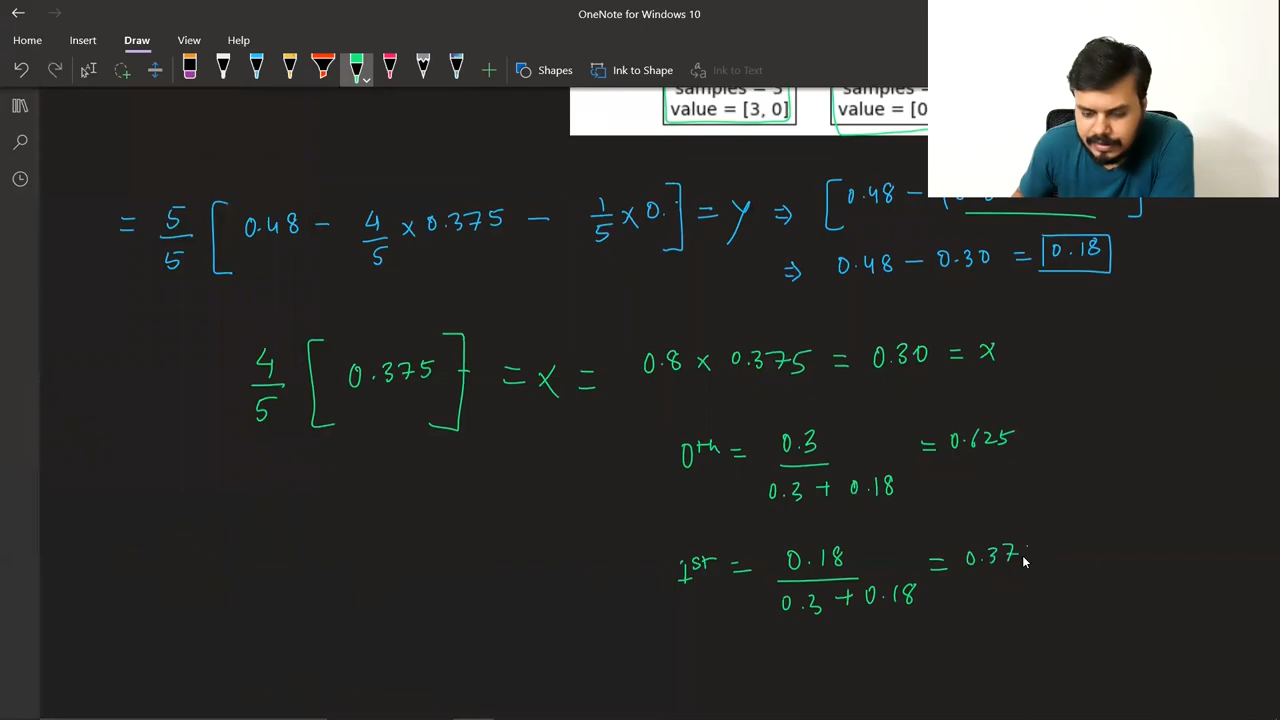 OneNote for Windows 10
Home Insert Draw View Help
Shapes Ink to Shape Ink to Text
samples = 3 samples =
value = [3, 0] value = [0
= 5/5 [ 0.48 - 4/5 × 0.375 - 1/5 × 0. ] = y ⇒ [ 0.48 - ]
⇒ 0.48 - 0.30 = 0.18
4/5 [ 0.375 ] = x = 0.8 × 0.375 = 0.30 = x
0th = 0.3 / 0.3 + 0.18 = 0.625
1st = 0.18 / 0.3 + 0.18 = 0.37